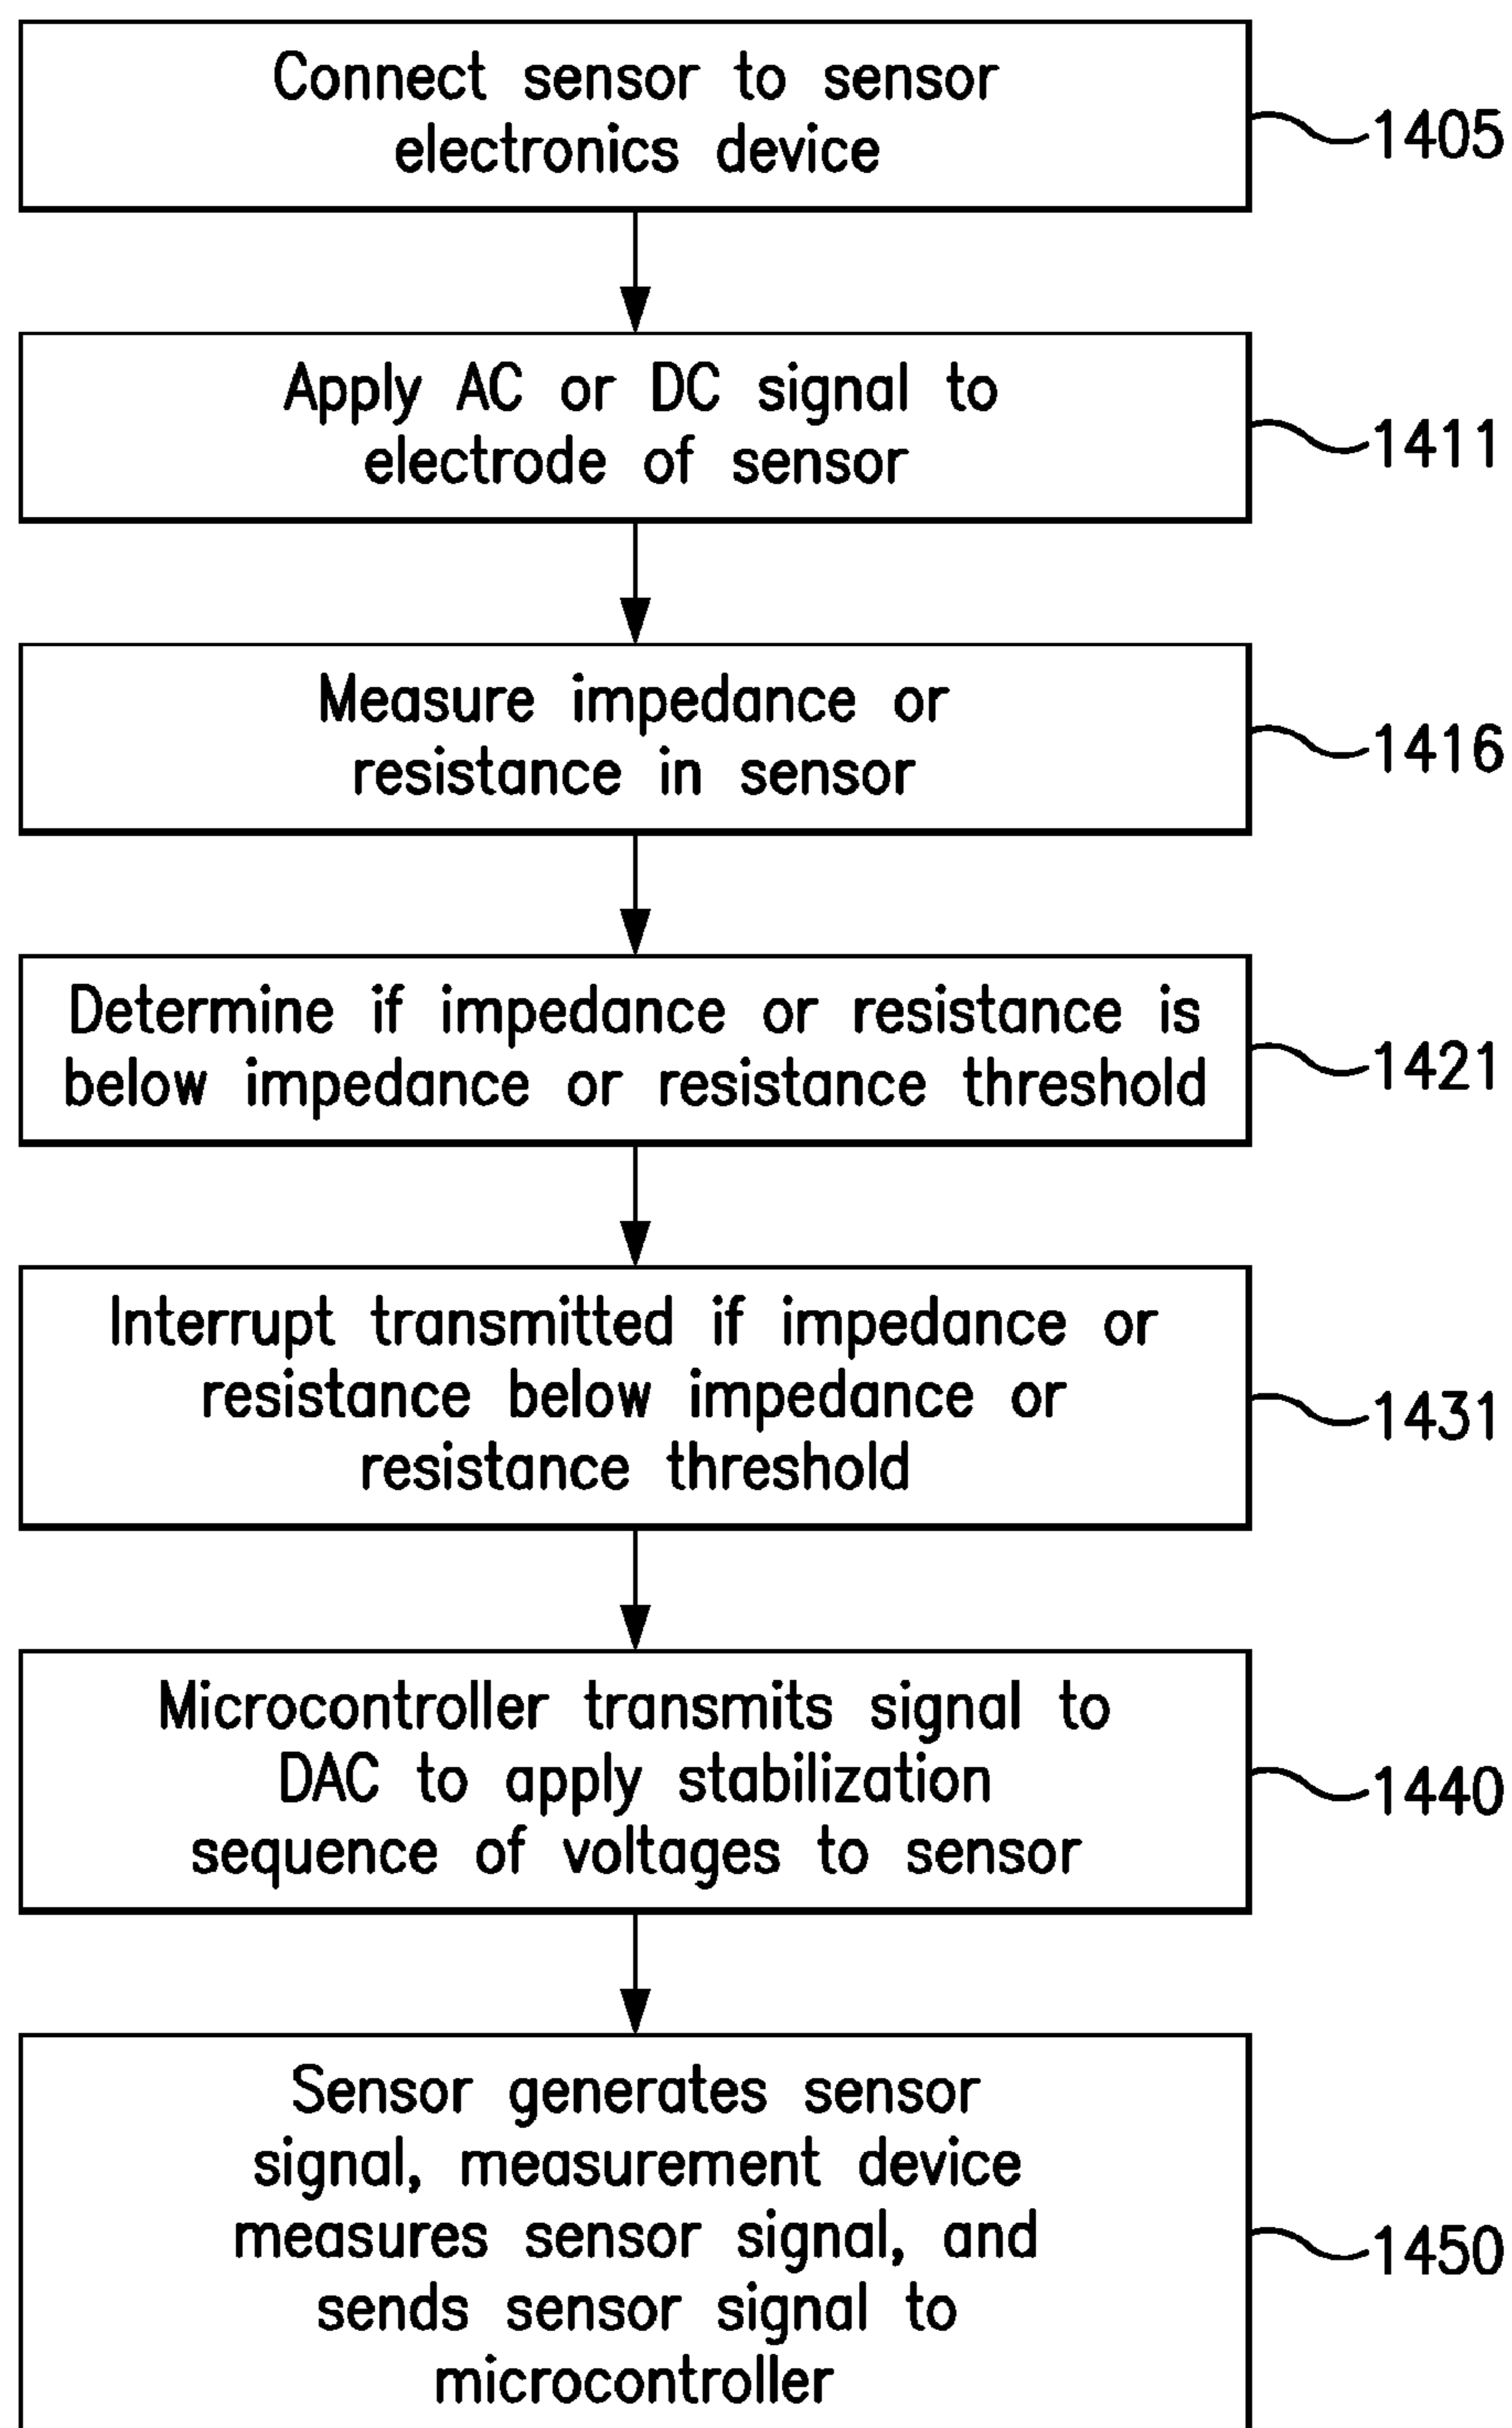 Connect sensor to sensor
electronics device
1405
Apply AC or DC signal to
electrode of sensor
1411
Measure impedance or
resistance in sensor
1416
Determine if impedance or resistance is
below impedance or resistance threshold
1421
Interrupt transmitted if impedance or
resistance below impedance or
resistance threshold
1431
Microcontroller transmits signal to
DAC to apply stabilization
sequence of voltages to sensor
1440
Sensor generates sensor
signal, measurement device
measures sensor signal, and
sends sensor signal to
microcontroller
1450